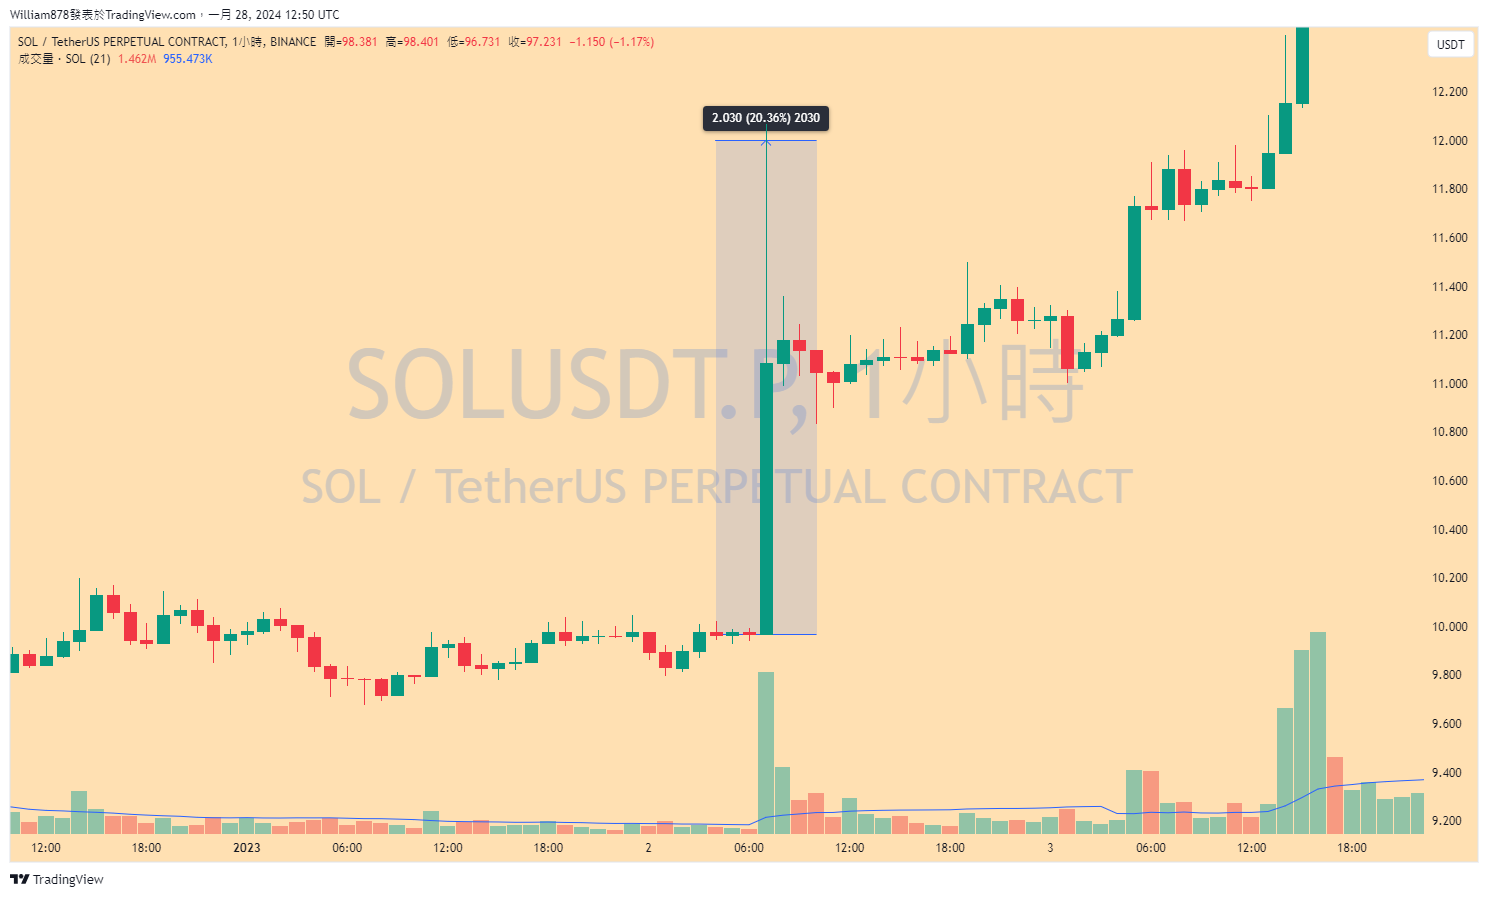 William878發表於TradingView.com，一月 28, 2024 12:50 UTC
SOL / TetherUS PERPETUAL CONTRACT, 1小時, BINANCE 開=98.381 高=98.401 低=96.731 收=97.231 −1.150 (−1.17%)
成交量・SOL (21) 1.462M 955.473K
USDT
2.030 (20.36%) 2030
SOLUSDT.P, 1小時
SOL / TetherUS PERPETUAL CONTRACT
12.200
12.000
11.800
11.600
11.400
11.200
11.000
10.800
10.600
10.400
10.200
10.000
9.800
9.600
9.400
9.200
12:00 18:00 2023 06:00 12:00 18:00 2 06:00 12:00 18:00 3 06:00 12:00 18:00
TradingView